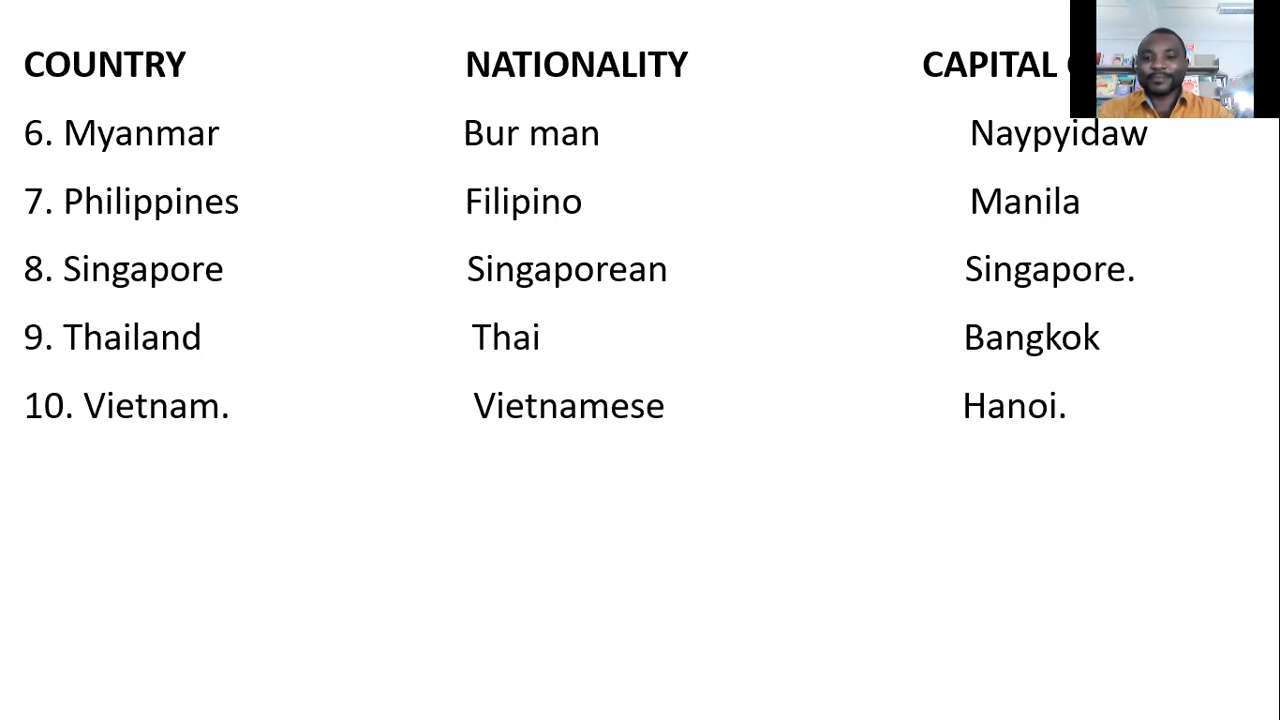 COUNTRY NATIONALITY CAPITAL
6. Myanmar Bur man Naypyidaw
7. Philippines Filipino Manila
8. Singapore Singaporean Singapore.
9. Thailand Thai Bangkok
10. Vietnam. Vietnamese Hanoi.